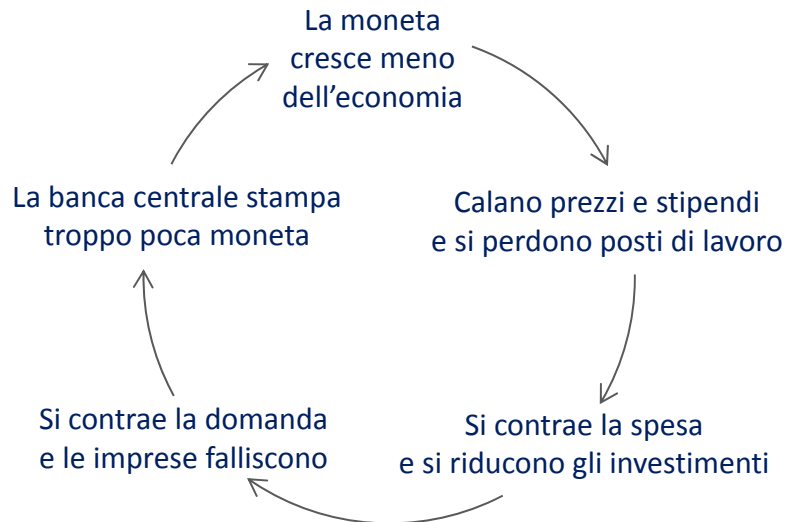 La moneta
cresce meno
dell’economia
Calano prezzi e stipendi
e si perdono posti di lavoro
Si contrae la spesa
e si riducono gli investimenti
Si contrae la domanda
e le imprese falliscono
La banca centrale stampa
troppo poca moneta